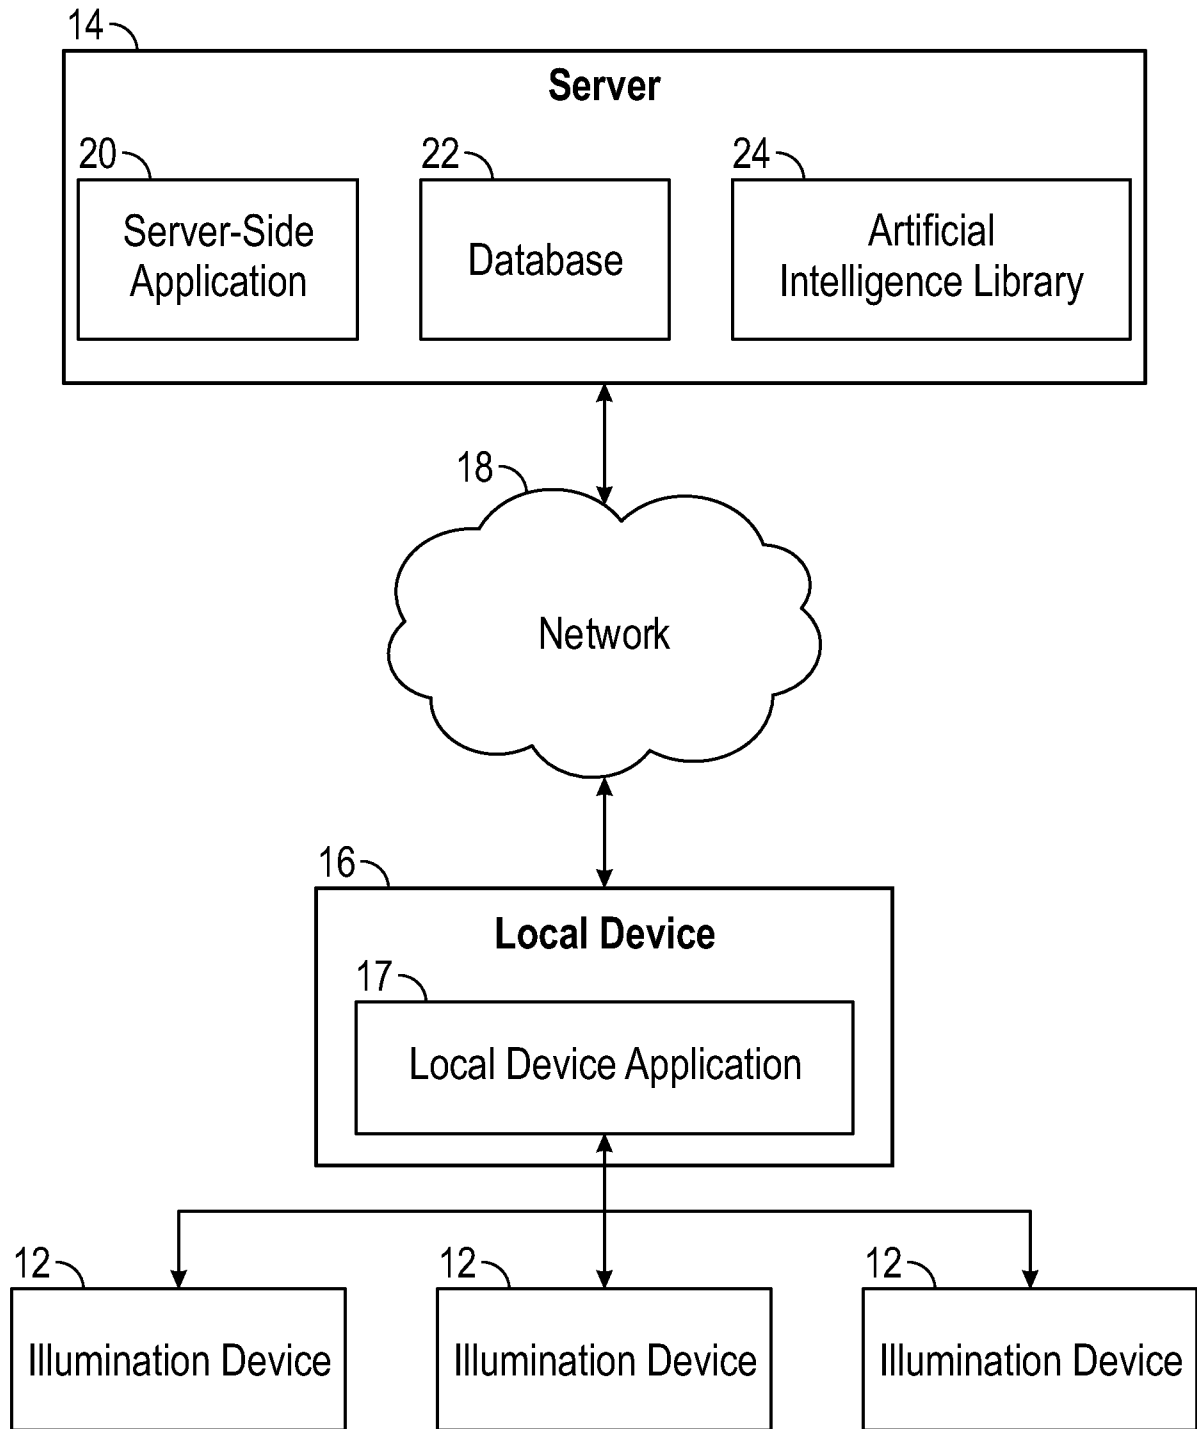 14
Server
20
Server-Side
Application
22
Database
24
Artificial
Intelligence Library
18
Network
16
Local Device
17
Local Device Application
12
Illumination Device
12
Illumination Device
12
Illumination Device